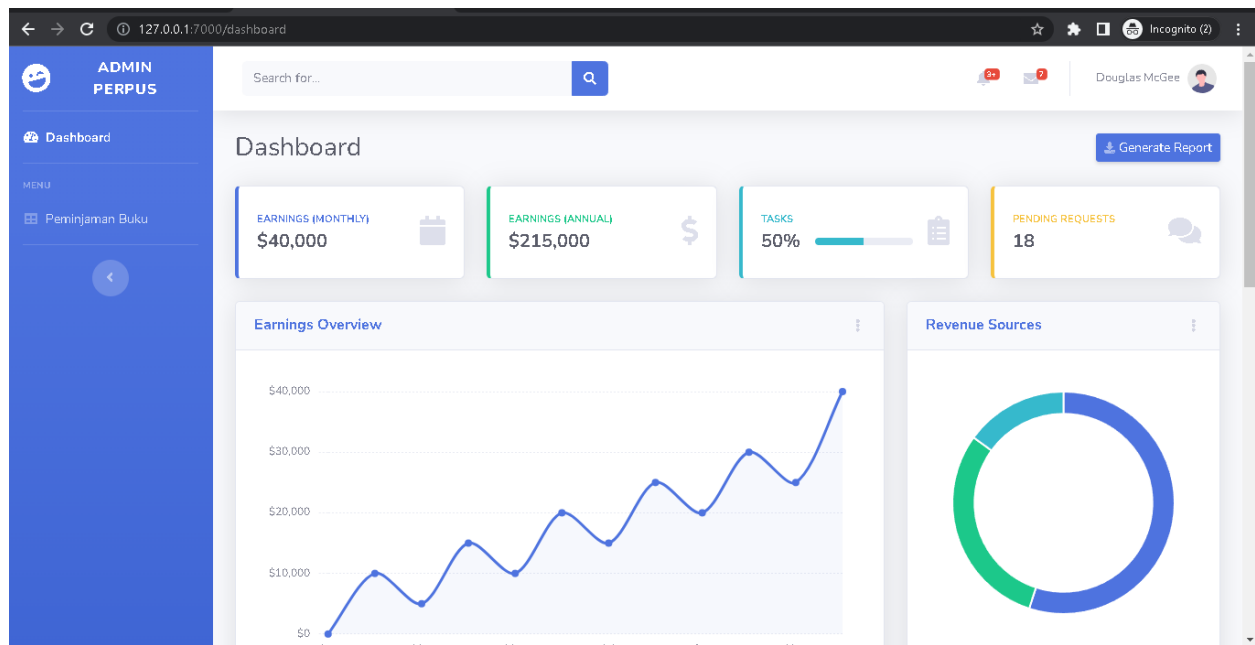 127.0.0.1:7000/dashboard
Incognito (2)
ADMIN
PERPUS
Search for...
3+
7
Douglas McGee
Dashboard
MENU
Peminjaman Buku
Dashboard
Generate Report
EARNINGS (MONTHLY)
$40,000
EARNINGS (ANNUAL)
$215,000
TASKS
50%
PENDING REQUESTS
18
Earnings Overview
$40,000
$30,000
$20,000
$10,000
$0
Revenue Sources